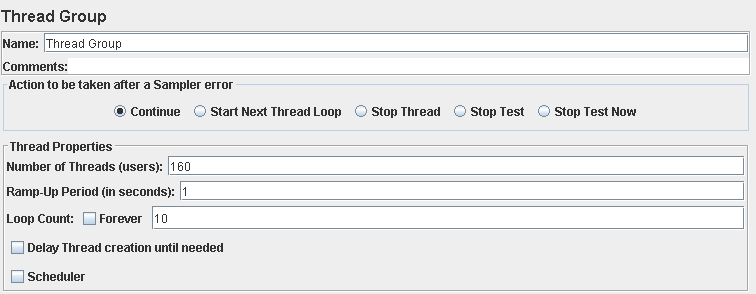 Thread Group
Name: Thread Group
Comments:
Action to be taken after a Sampler error
Continue Start Next Thread Loop Stop Thread Stop Test Stop Test Now
Thread Properties
Number of Threads (users): 160
Ramp-Up Period (in seconds): 1
Loop Count: Forever 10
Delay Thread creation until needed
Scheduler